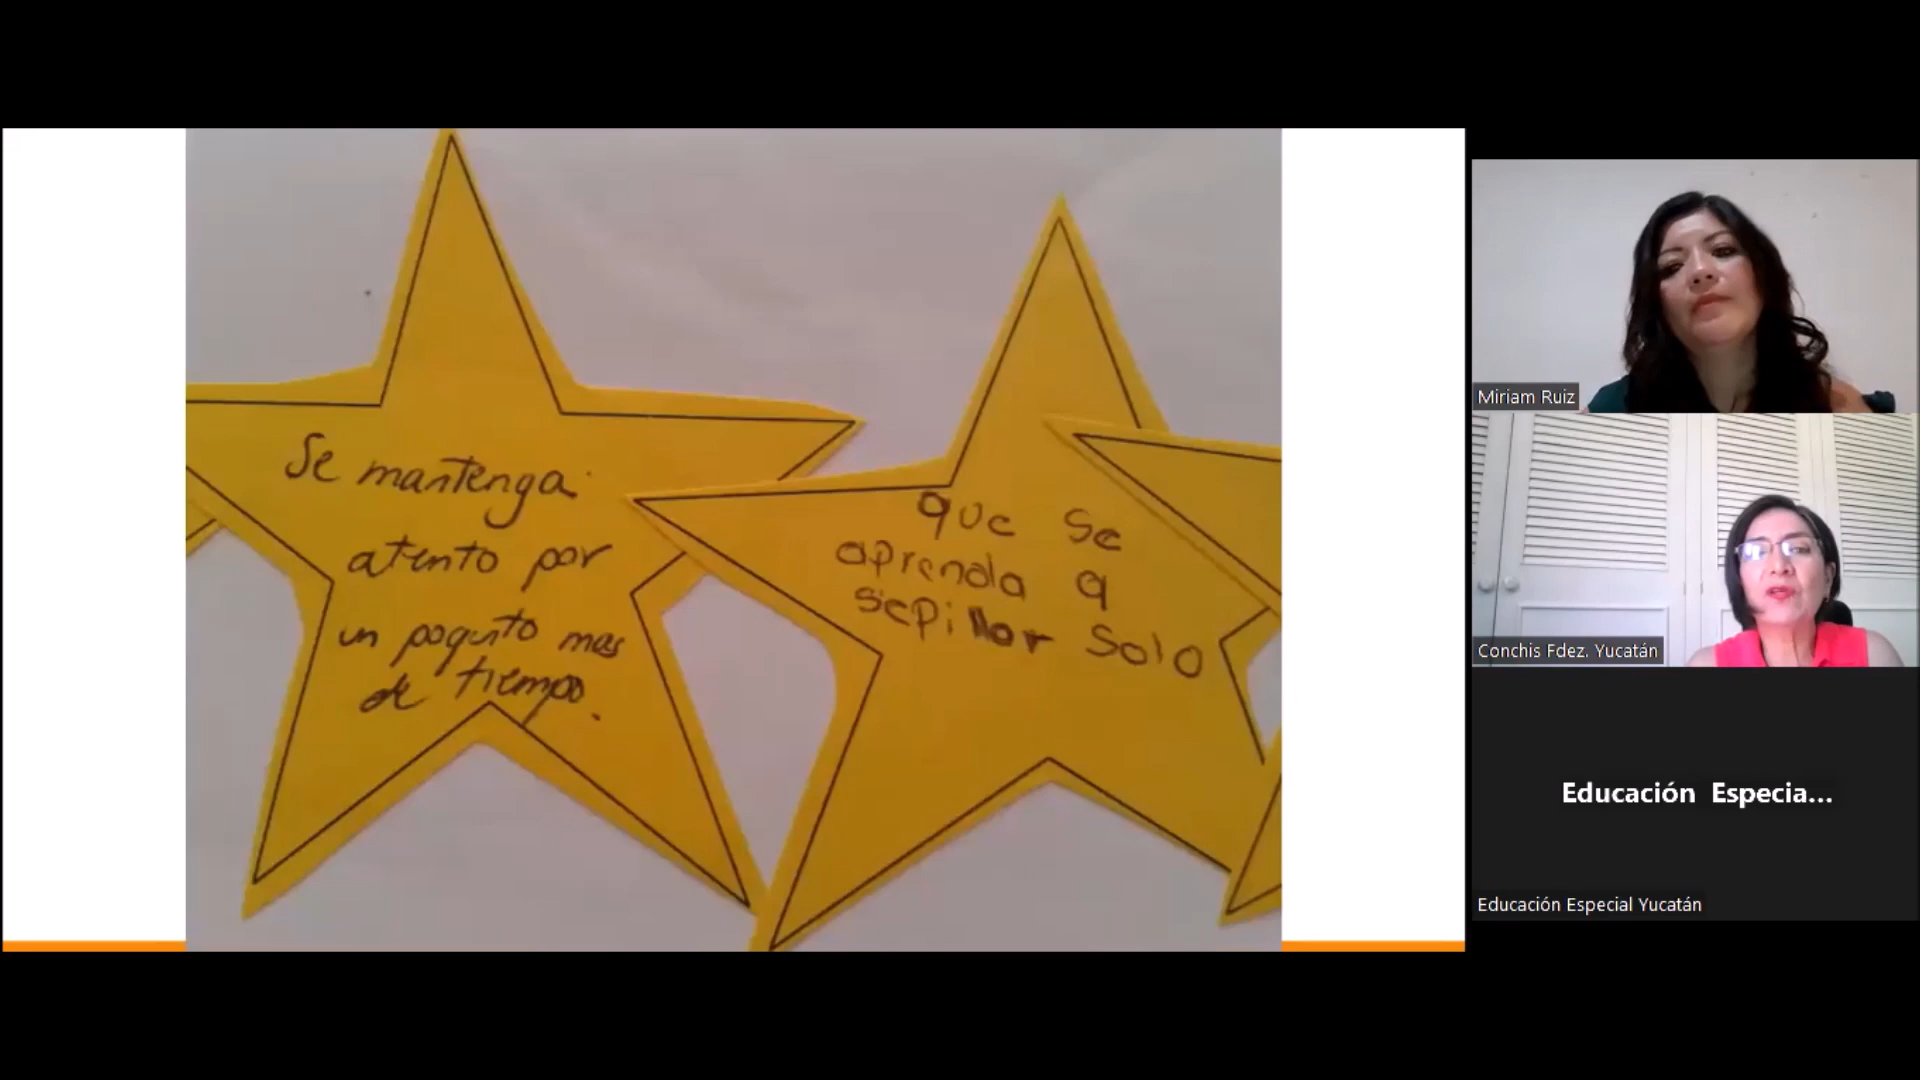 Se mantenga
atento por
un poquito mas
de tiempo.
que se
aprenda a
sepillar solo
Miriam Ruiz
Conchis Fdez. Yucatán
Educación Especia...
Educación Especial Yucatán